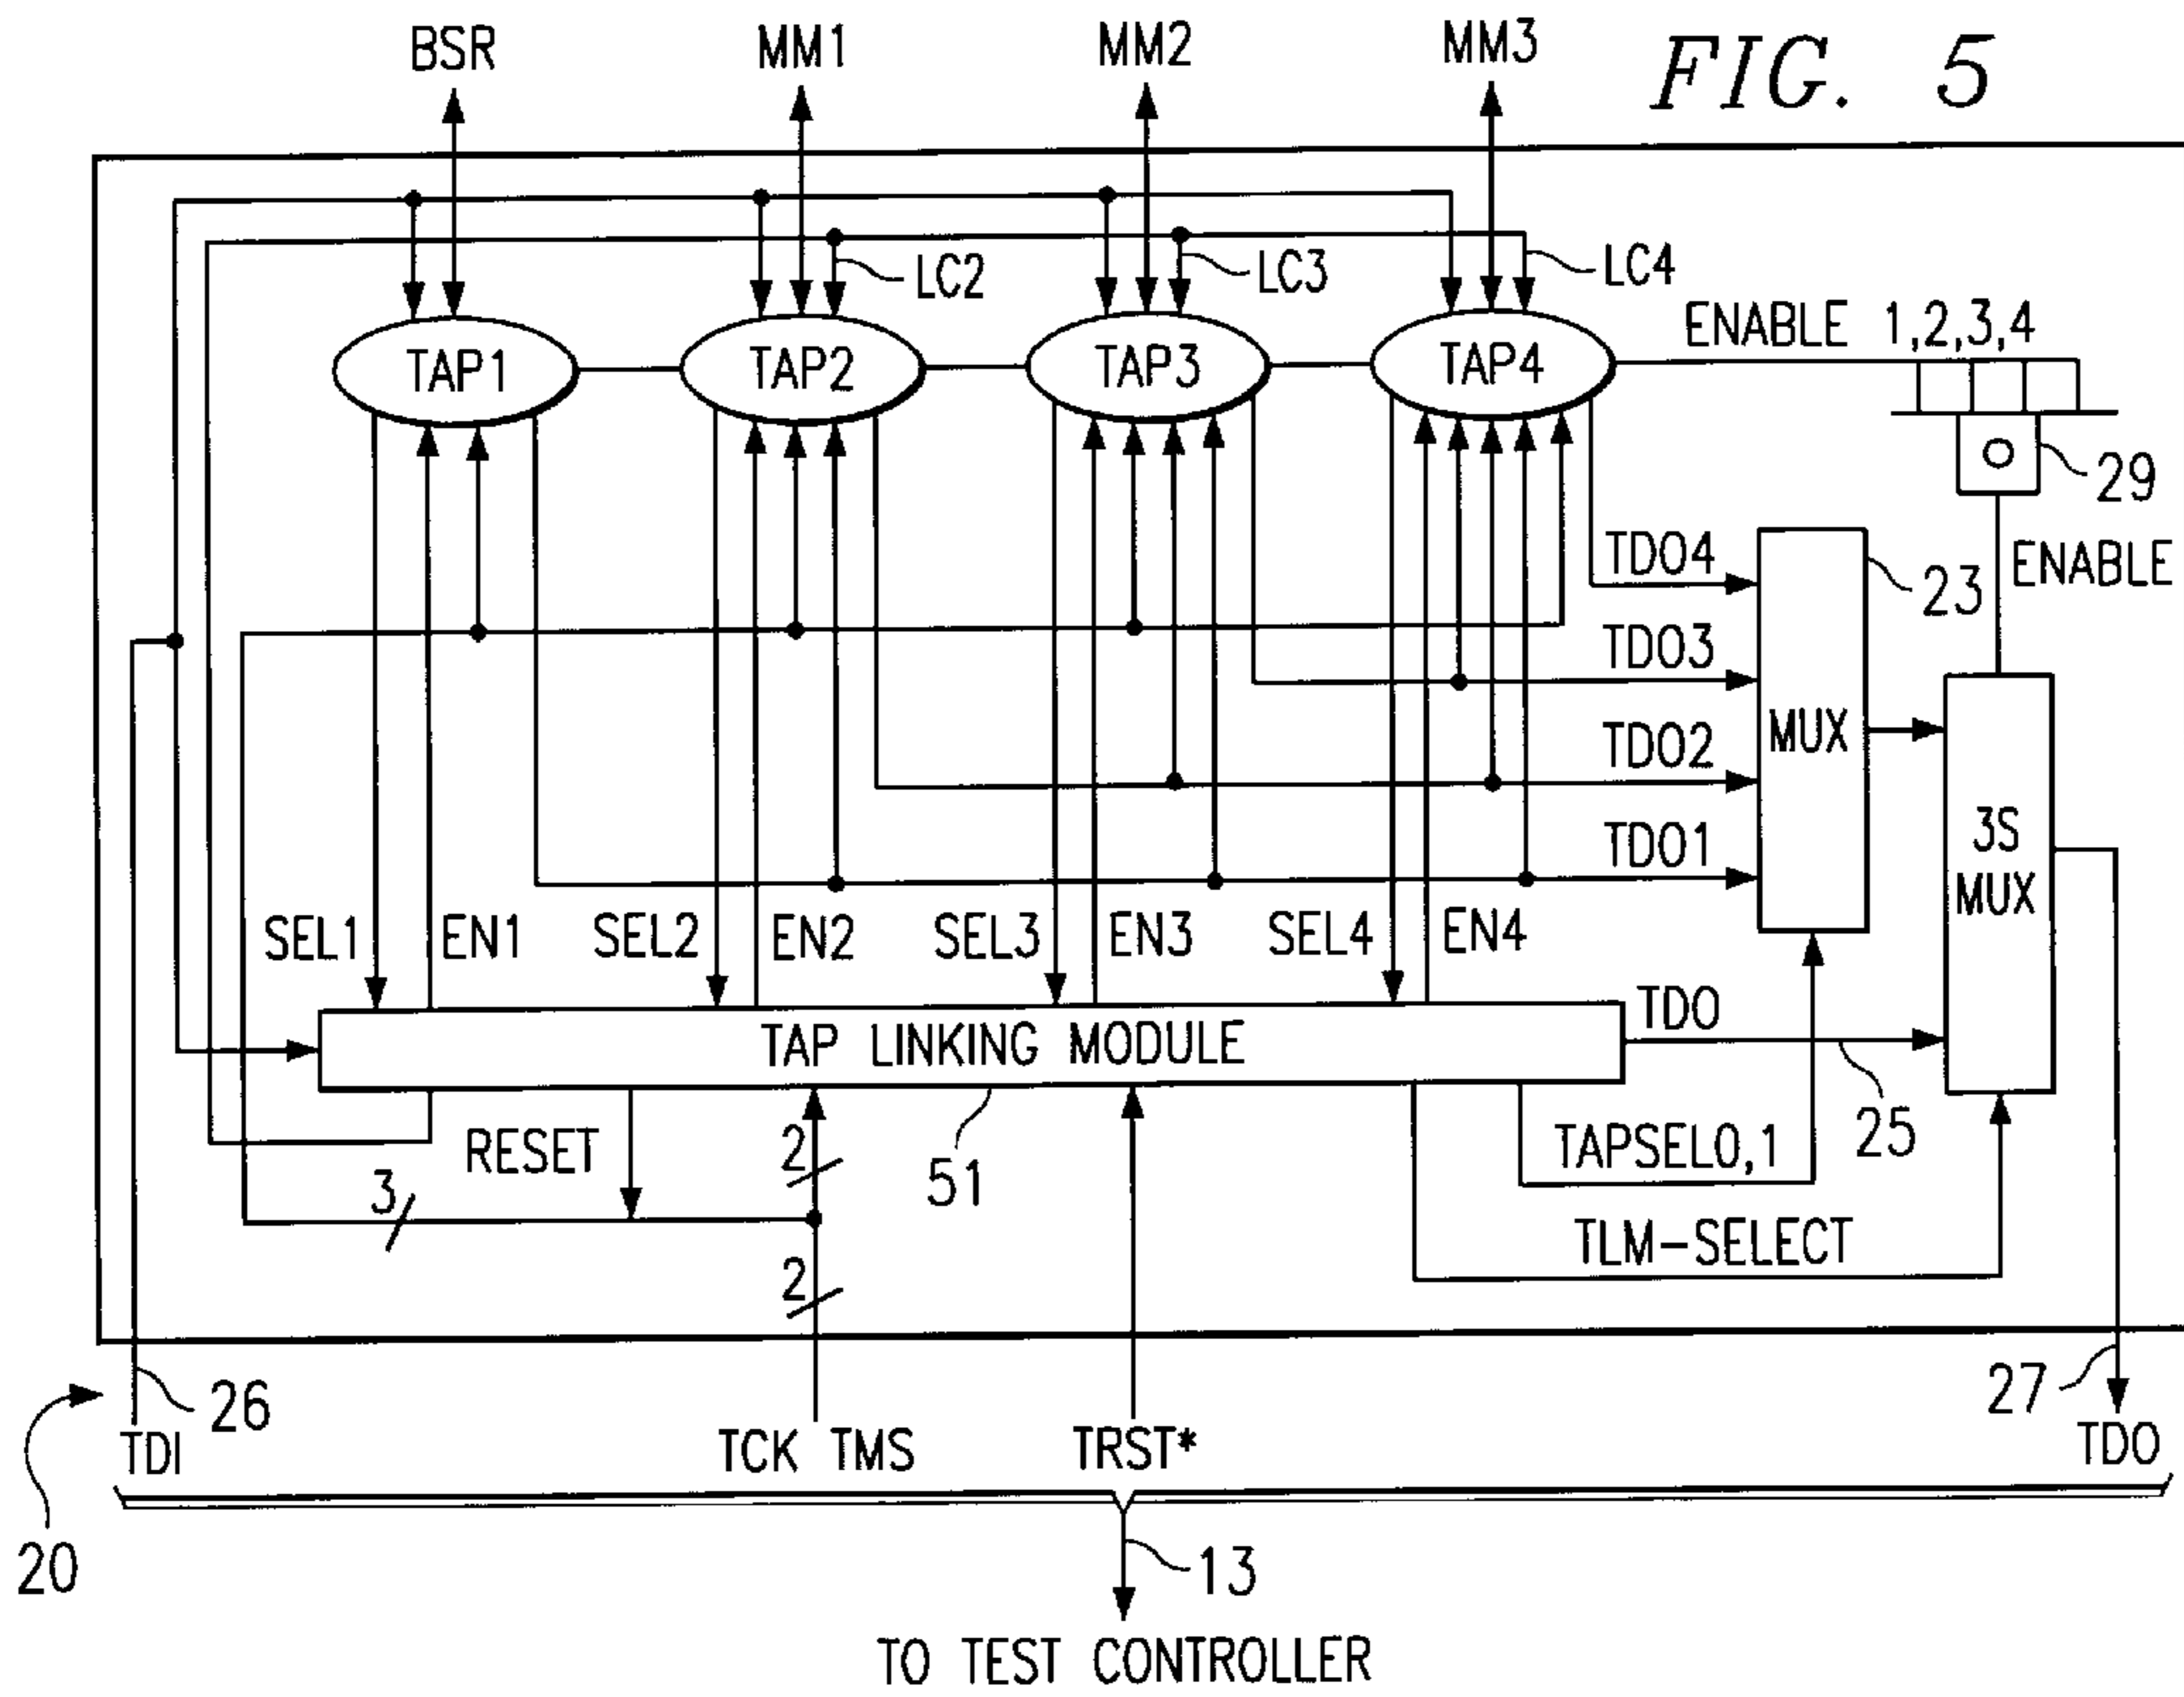 FIG. 5
BSR
MM1
MM2
MM3
LC2
LC3
LC4
TAP1
TAP2
TAP3
TAP4
ENABLE 1,2,3,4
29
ENABLE
TDO4
23
TDO3
TDO2
TDO1
MUX
3S
MUX
SEL1
EN1
SEL2
EN2
SEL3
EN3
SEL4
EN4
TAP LINKING MODULE
TDO
25
RESET
2
51
TAPSEL0,1
3
TLM-SELECT
2
26
27
20
TDI
TCK TMS
TRST*
TDO
13
TO TEST CONTROLLER